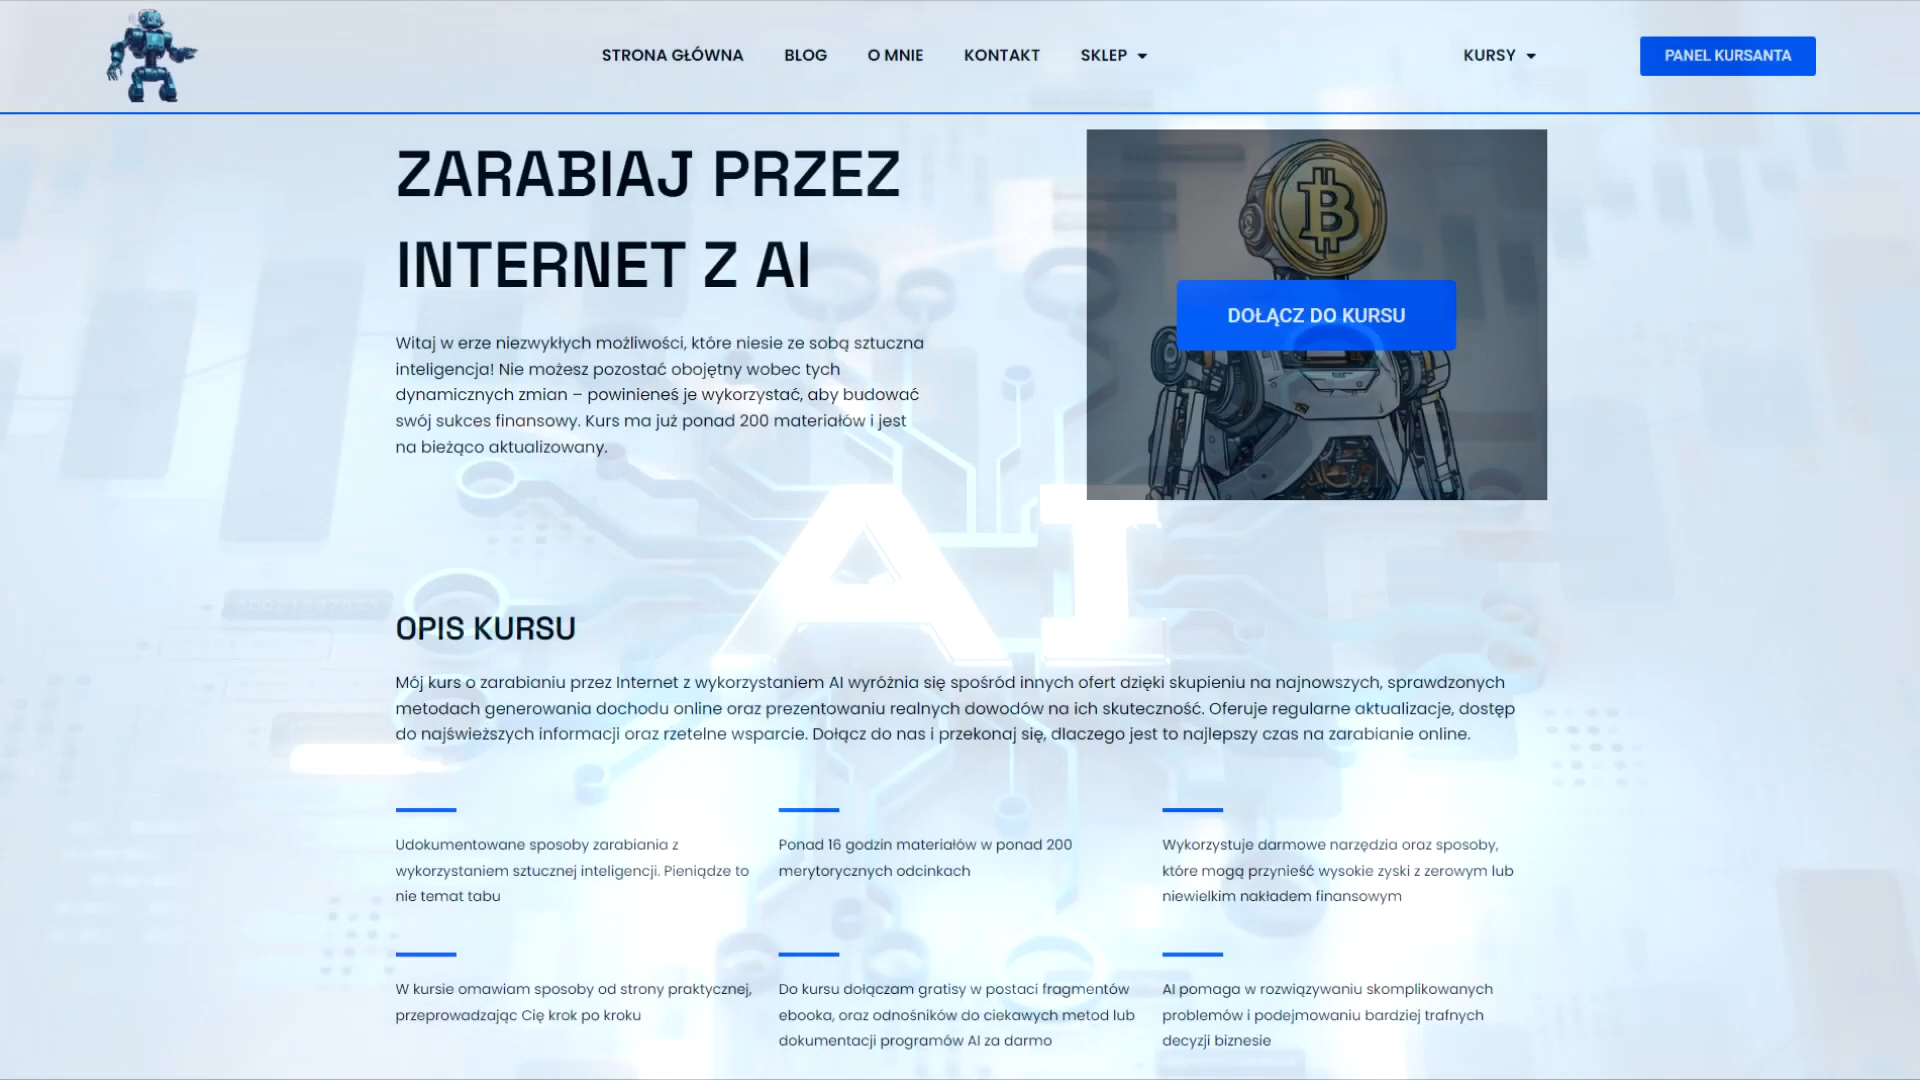 STRONA GŁÓWNA BLOG O MNIE KONTAKT SKLEP KURSY PANEL KURSANTA
ZARABIAJ PRZEZ
INTERNET Z AI
Witaj w erze niezwykłych możliwości, które niesie ze sobą sztuczna
inteligencja! Nie możesz pozostać obojętny wobec tych
dynamicznych zmian – powinieneś je wykorzystać, aby budować
swój sukces finansowy. Kurs ma już ponad 200 materiałów i jest
na bieżąco aktualizowany.
DOŁĄCZ DO KURSU
AI
OPIS KURSU
Mój kurs o zarabianiu przez Internet z wykorzystaniem AI wyróżnia się spośród innych ofert dzięki skupieniu na najnowszych, sprawdzonych
metodach generowania dochodu online oraz prezentowaniu realnych dowodów na ich skuteczność. Oferuje regularne aktualizacje, dostęp
do najświeższych informacji oraz rzetelne wsparcie. Dołącz do nas i przekonaj się, dlaczego jest to najlepszy czas na zarabianie online.
Udokumentowane sposoby zarabiania z
wykorzystaniem sztucznej inteligencji. Pieniądze to
nie temat tabu
Ponad 16 godzin materiałów w ponad 200
merytorycznych odcinkach
Wykorzystuje darmowe narzędzia oraz sposoby,
które mogą przynieść wysokie zyski z zerowym lub
niewielkim nakładem finansowym
W kursie omawiam sposoby od strony praktycznej,
przeprowadzając Cię krok po kroku
Do kursu dołączam gratisy w postaci fragmentów
ebooka, oraz odnośników do ciekawych metod lub
dokumentacji programów AI za darmo
AI pomaga w rozwiązywaniu skomplikowanych
problemów i podejmowaniu bardziej trafnych
decyzji biznesie